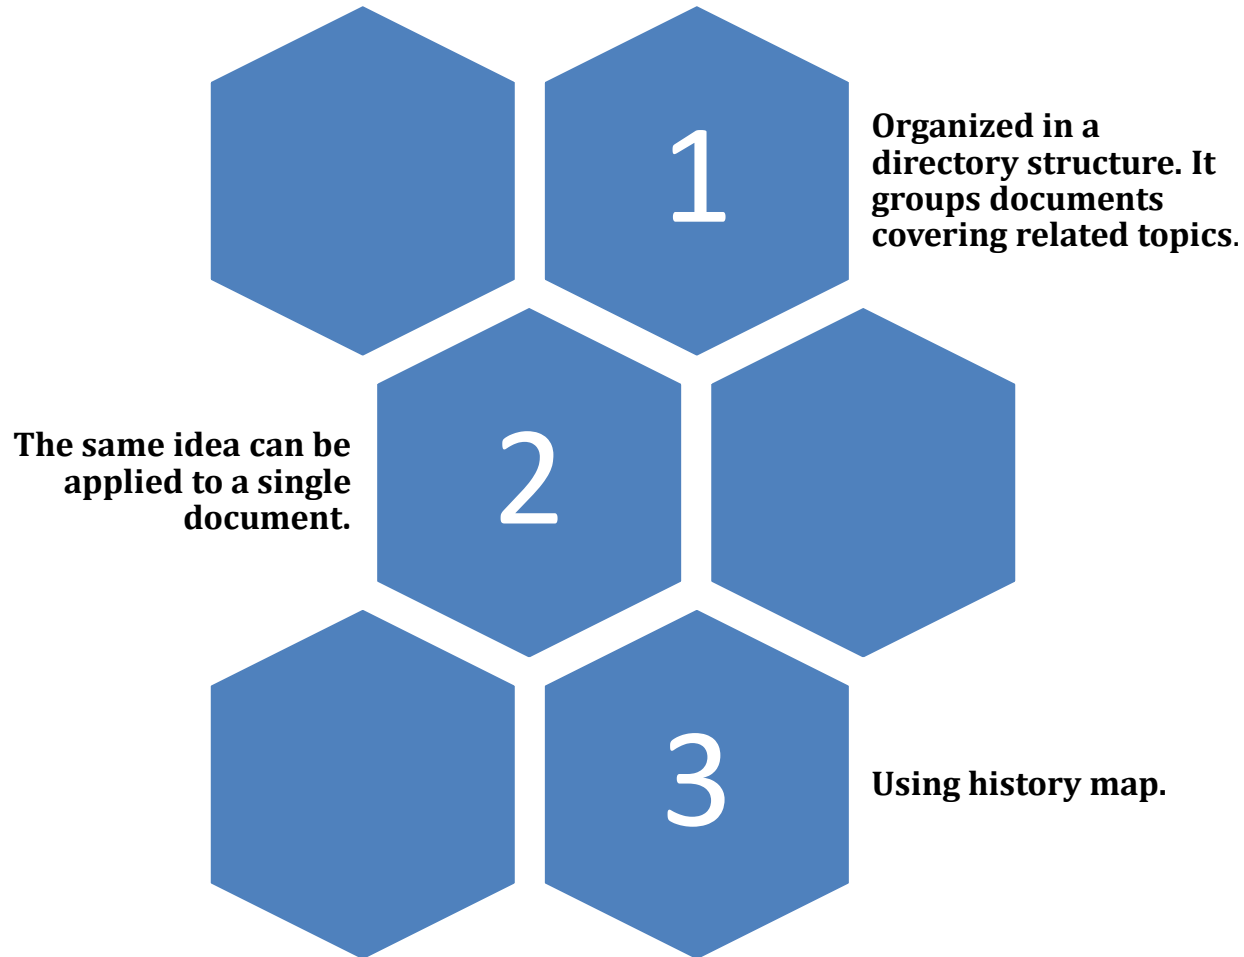 1
Organized in a
directory structure. It
groups documents
covering related topics.
The same idea can be
applied to a single
document.
2
3
Using history map.